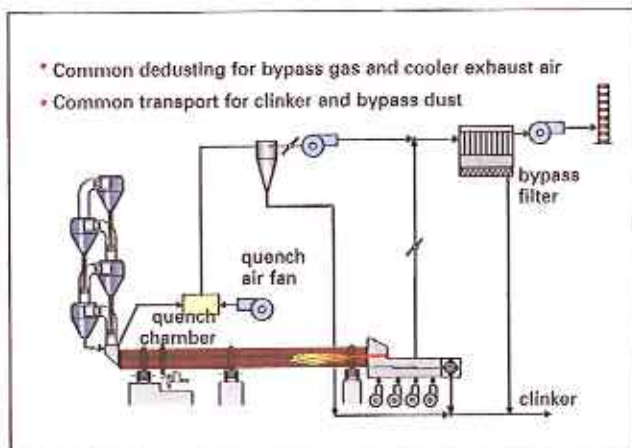 • Common dedusting for bypass gas and cooler exhaust air
• Common transport for clinker and bypass dust
bypass
filter
quench
air fan
quench
chamber
clinker